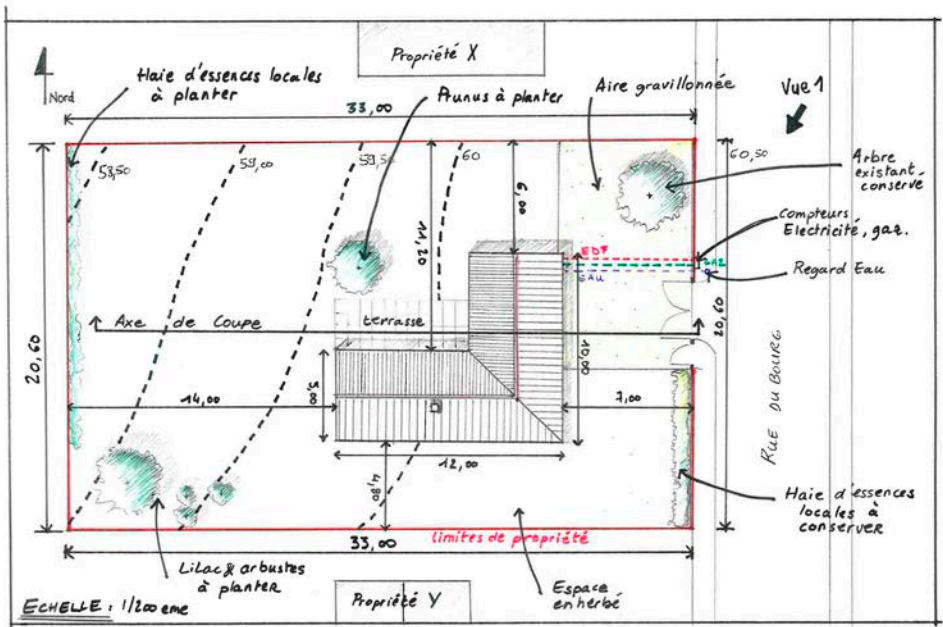 Propriété X
Nord
Haie d'essences locales
à planter
Prunus à planter
Aire gravillonnée
Vue 1
33,00
58,50
59,00
59,50
60
60,50
Arbre
existant
conservé
6,00
11,20
Compteurs
Electricité, gaz.
EDF
GAZ
EAU
Regard Eau
Axe de Coupe
terrasse
20,60
20,60
10,00
5,00
14,00
7,00
12,00
4,80
RUE DU BOURG
Haie d'essences
locales à
conserver
33,00
limites de propriété
Lilac & arbustes
à planter
Espace
enherbé
Propriété Y
ECHELLE : 1/200 eme